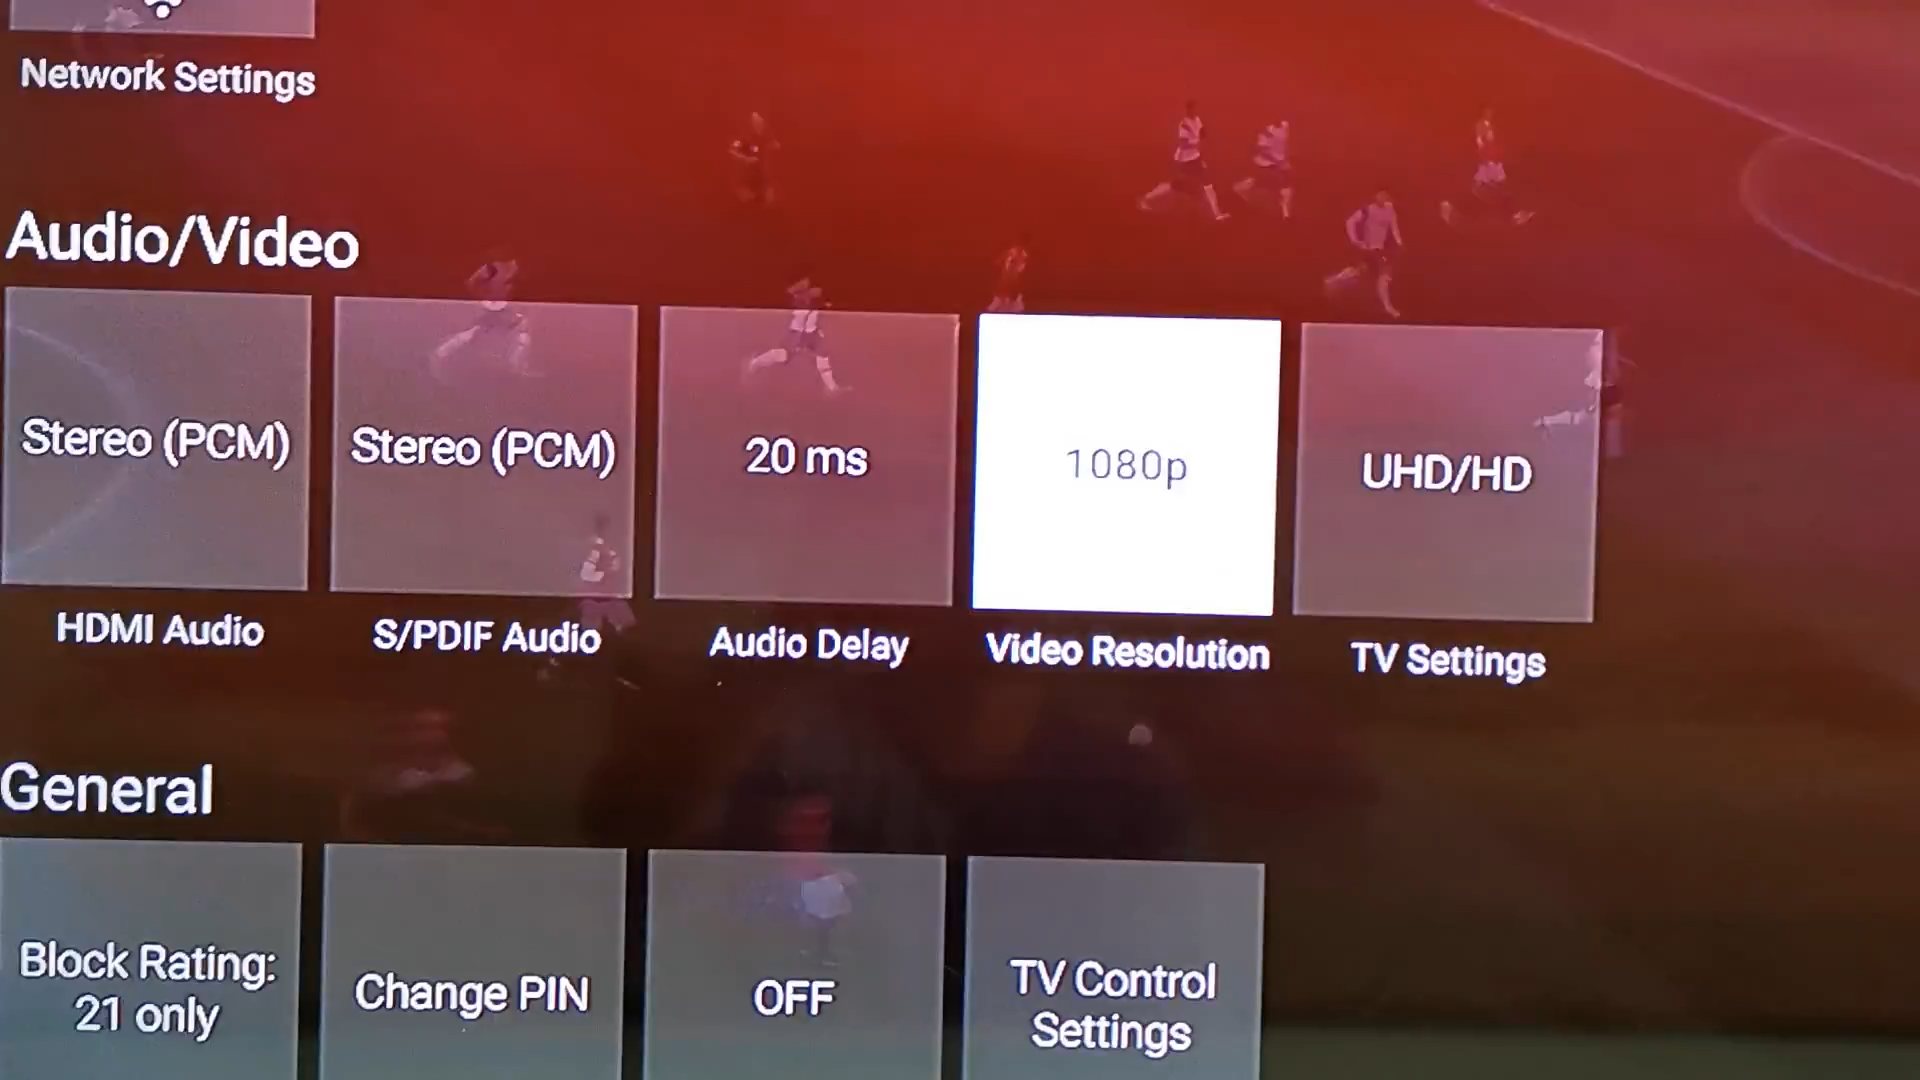 Network Settings
Audio/Video
Stereo (PCM)
Stereo (PCM)
20 ms
1080p
UHD/HD
HDMI Audio
S/PDIF Audio
Audio Delay
Video Resolution
TV Settings
General
Block Rating:
21 only
Change PIN
OFF
TV Control
Settings